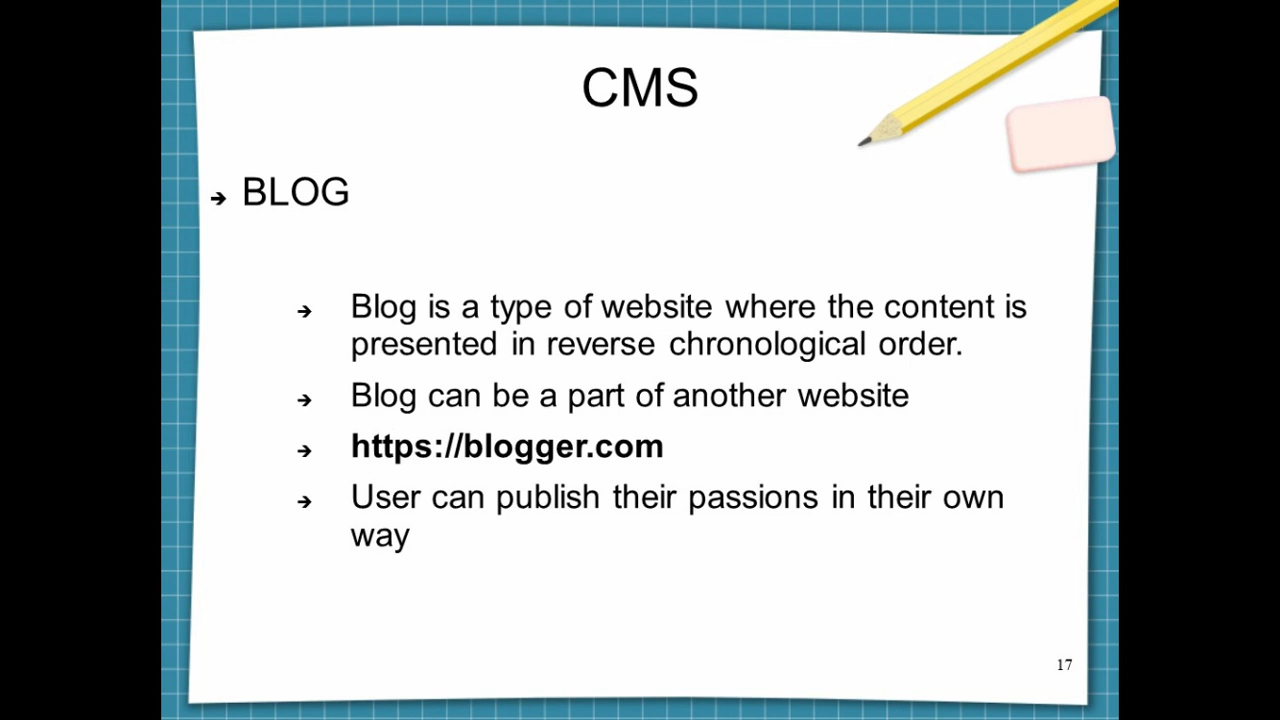 CMS
➔ BLOG
➔ Blog is a type of website where the content is
presented in reverse chronological order.
➔ Blog can be a part of another website
➔ https://blogger.com
➔ User can publish their passions in their own
way
17